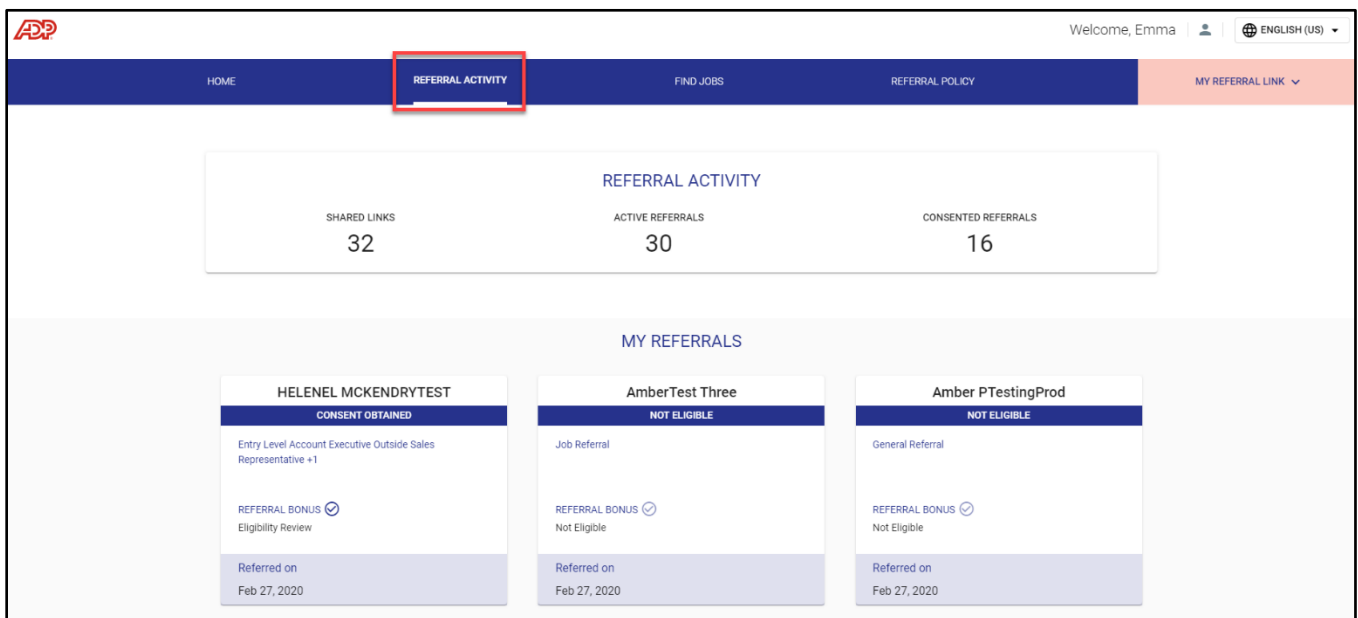 ADP
Welcome, Emma
ENGLISH (US)
HOME
REFERRAL ACTIVITY
FIND JOBS
REFERRAL POLICY
MY REFERRAL LINK
REFERRAL ACTIVITY
SHARED LINKS
ACTIVE REFERRALS
CONSENTED REFERRALS
32
30
16
MY REFERRALS
HELENEL MCKENDRYTEST
CONSENT OBTAINED
Entry Level Account Executive Outside Sales
Representative +1
REFERRAL BONUS
Eligibility Review
Referred on
Feb 27, 2020
AmberTest Three
NOT ELIGIBLE
Job Referral
REFERRAL BONUS
Not Eligible
Referred on
Feb 27, 2020
Amber PTestingProd
NOT ELIGIBLE
General Referral
REFERRAL BONUS
Not Eligible
Referred on
Feb 27, 2020